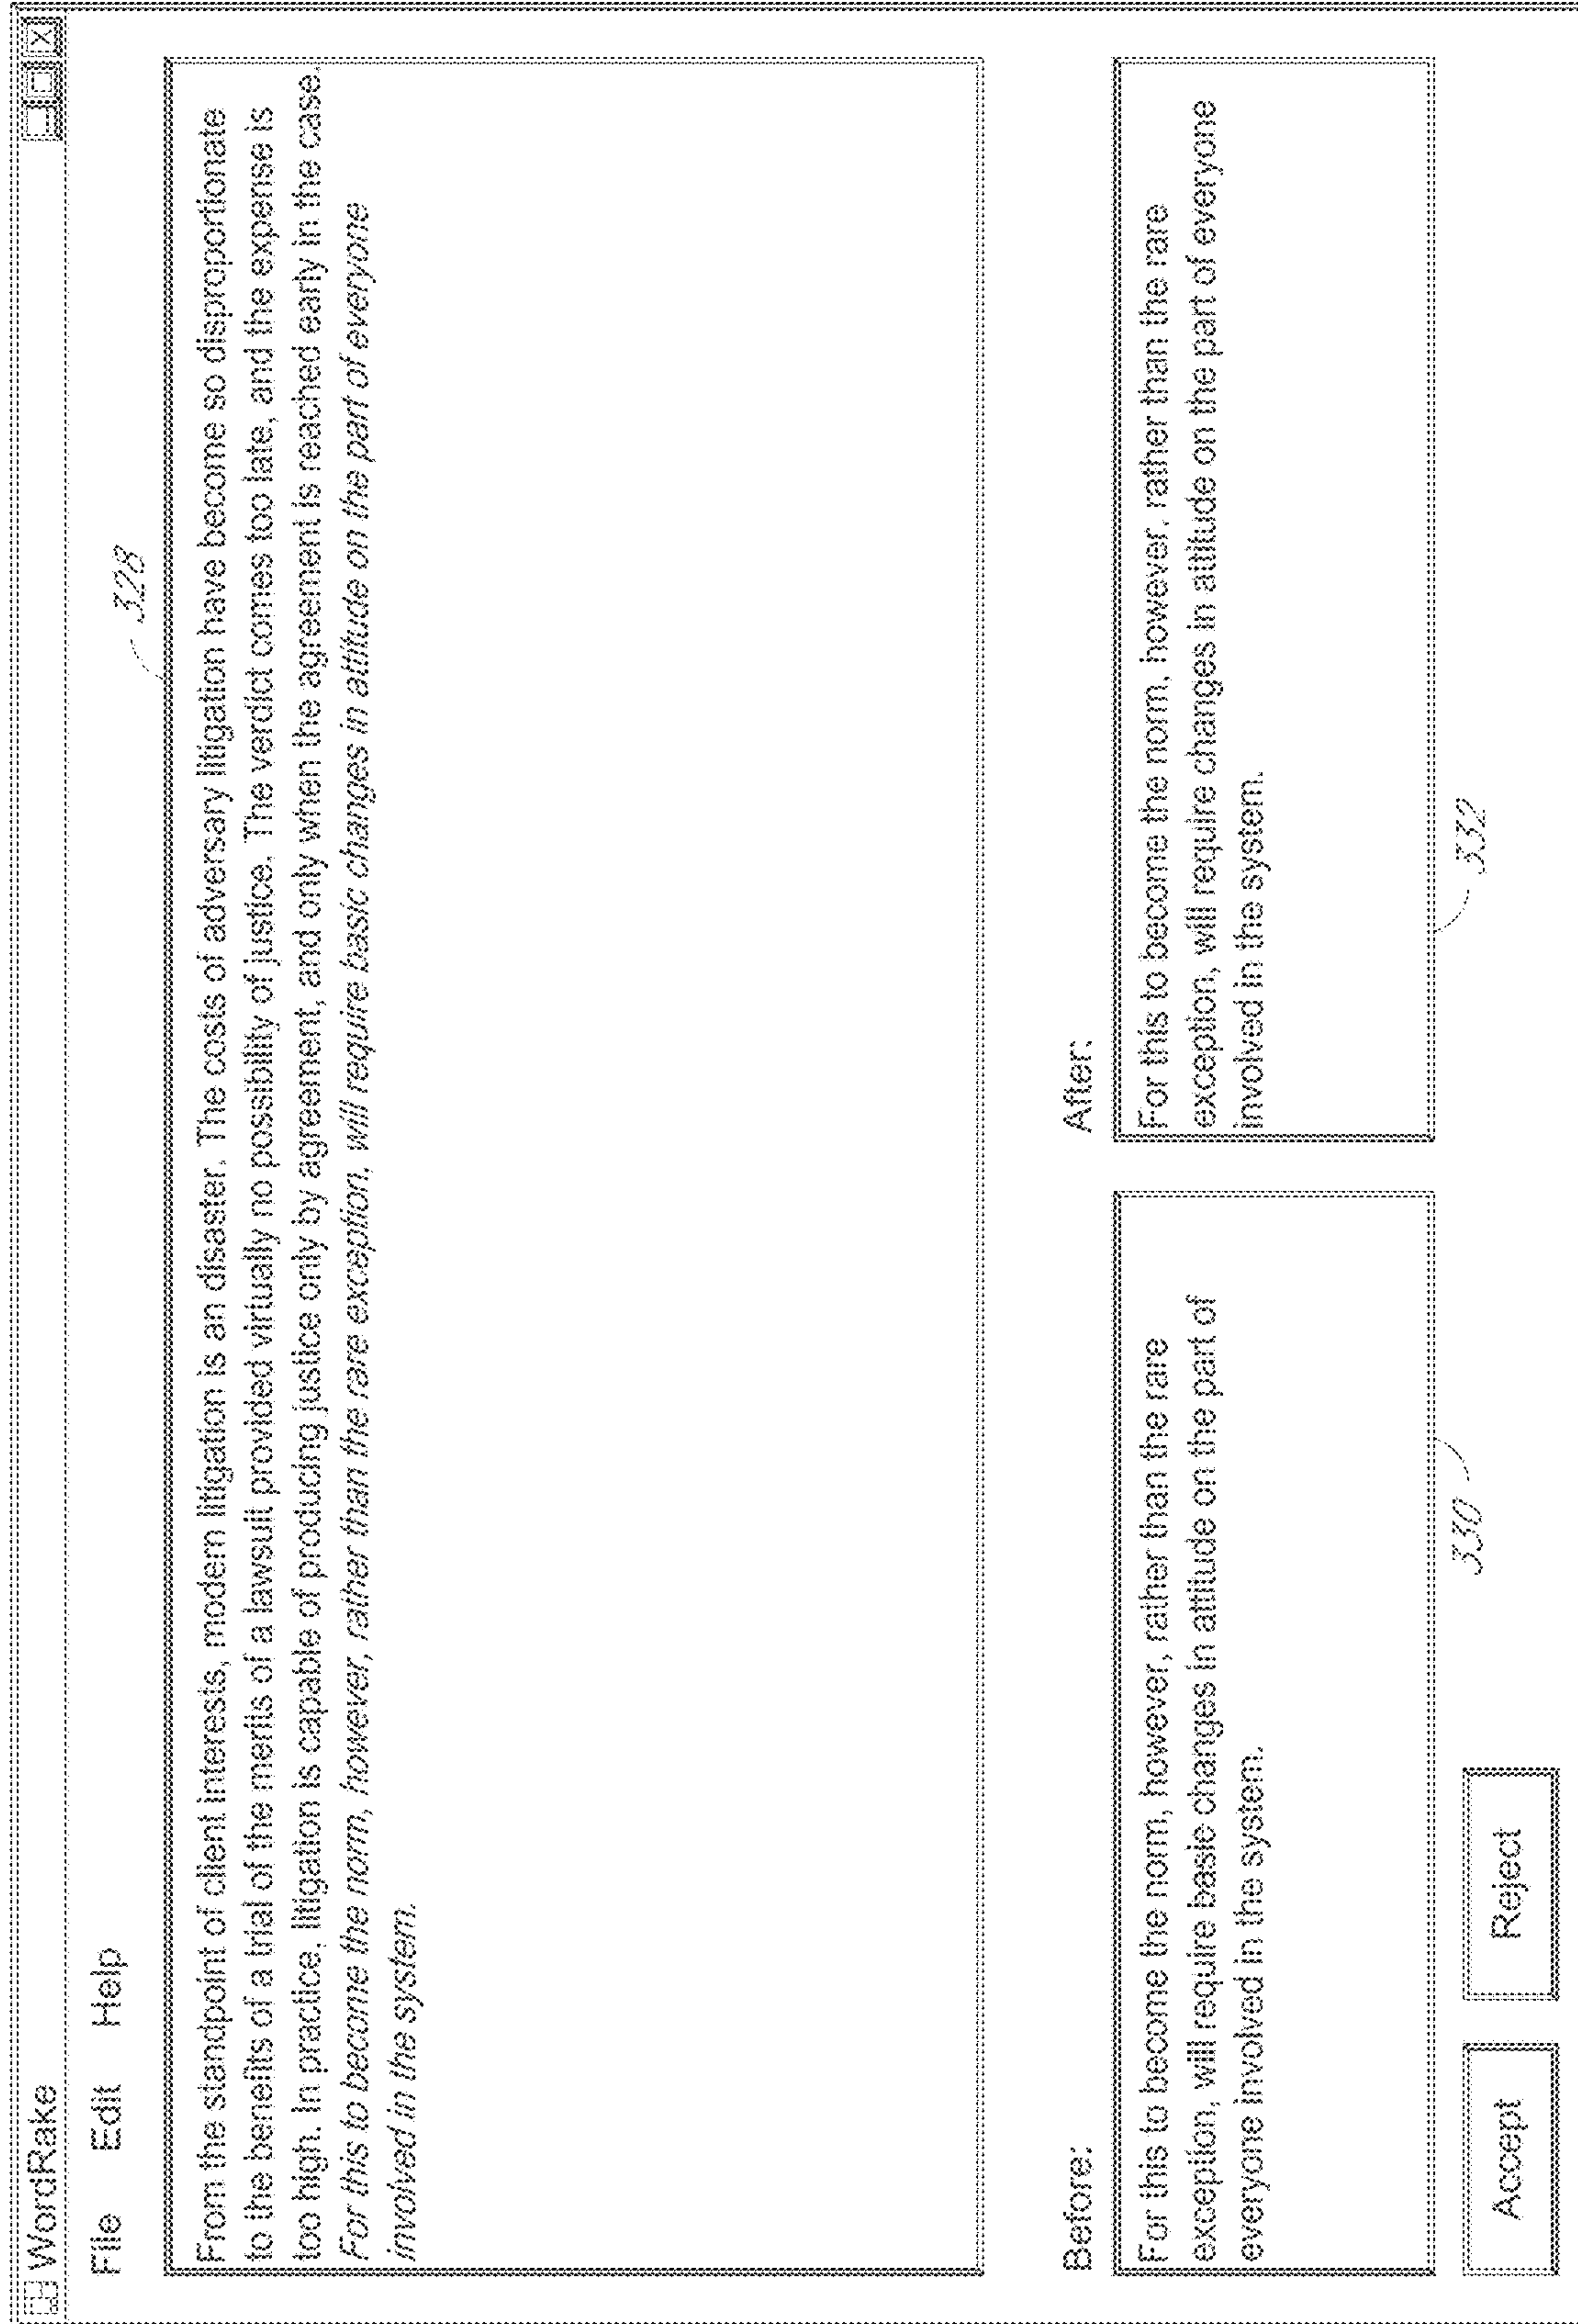 WordRake
File Edit Help
328
From the standpoint of client interests, modern litigation is an disaster. The costs of adversary litigation have become so disproportionate
to the benefits of a trial of the merits of a lawsuit provided virtually no possibility of justice. The verdict comes too late, and the expense is
too high. In practice, litigation is capable of producing justice only by agreement, and only when the agreement is reached early in the case.
For this to become the norm, however, rather than the rare exception, will require basic changes in attitude on the part of everyone
involved in the system.
Before:
For this to become the norm, however, rather than the rare
exception, will require basic changes in attitude on the part of
everyone involved in the system.
330
After:
For this to become the norm, however, rather than the rare
exception, will require changes in attitude on the part of everyone
involved in the system.
332
Accept Reject